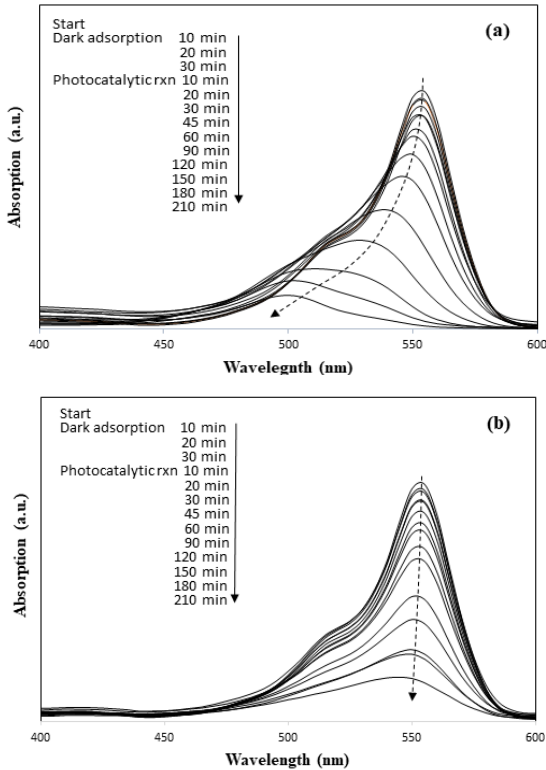 (a)
Start
Dark adsorption 10 min
20 min
30 min
Photocatalytic rxn 10 min
20 min
30 min
45 min
60 min
90 min
120 min
150 min
180 min
210 min
Absorption (a.u.)
400 450 500 550 600
Wavelegnth (nm)
(b)
Start
Dark adsorption 10 min
20 min
30 min
Photocatalytic rxn 10 min
20 min
30 min
45 min
60 min
90 min
120 min
150 min
180 min
210 min
Absorption (a.u.)
400 450 500 550 600
Wavelength (nm)